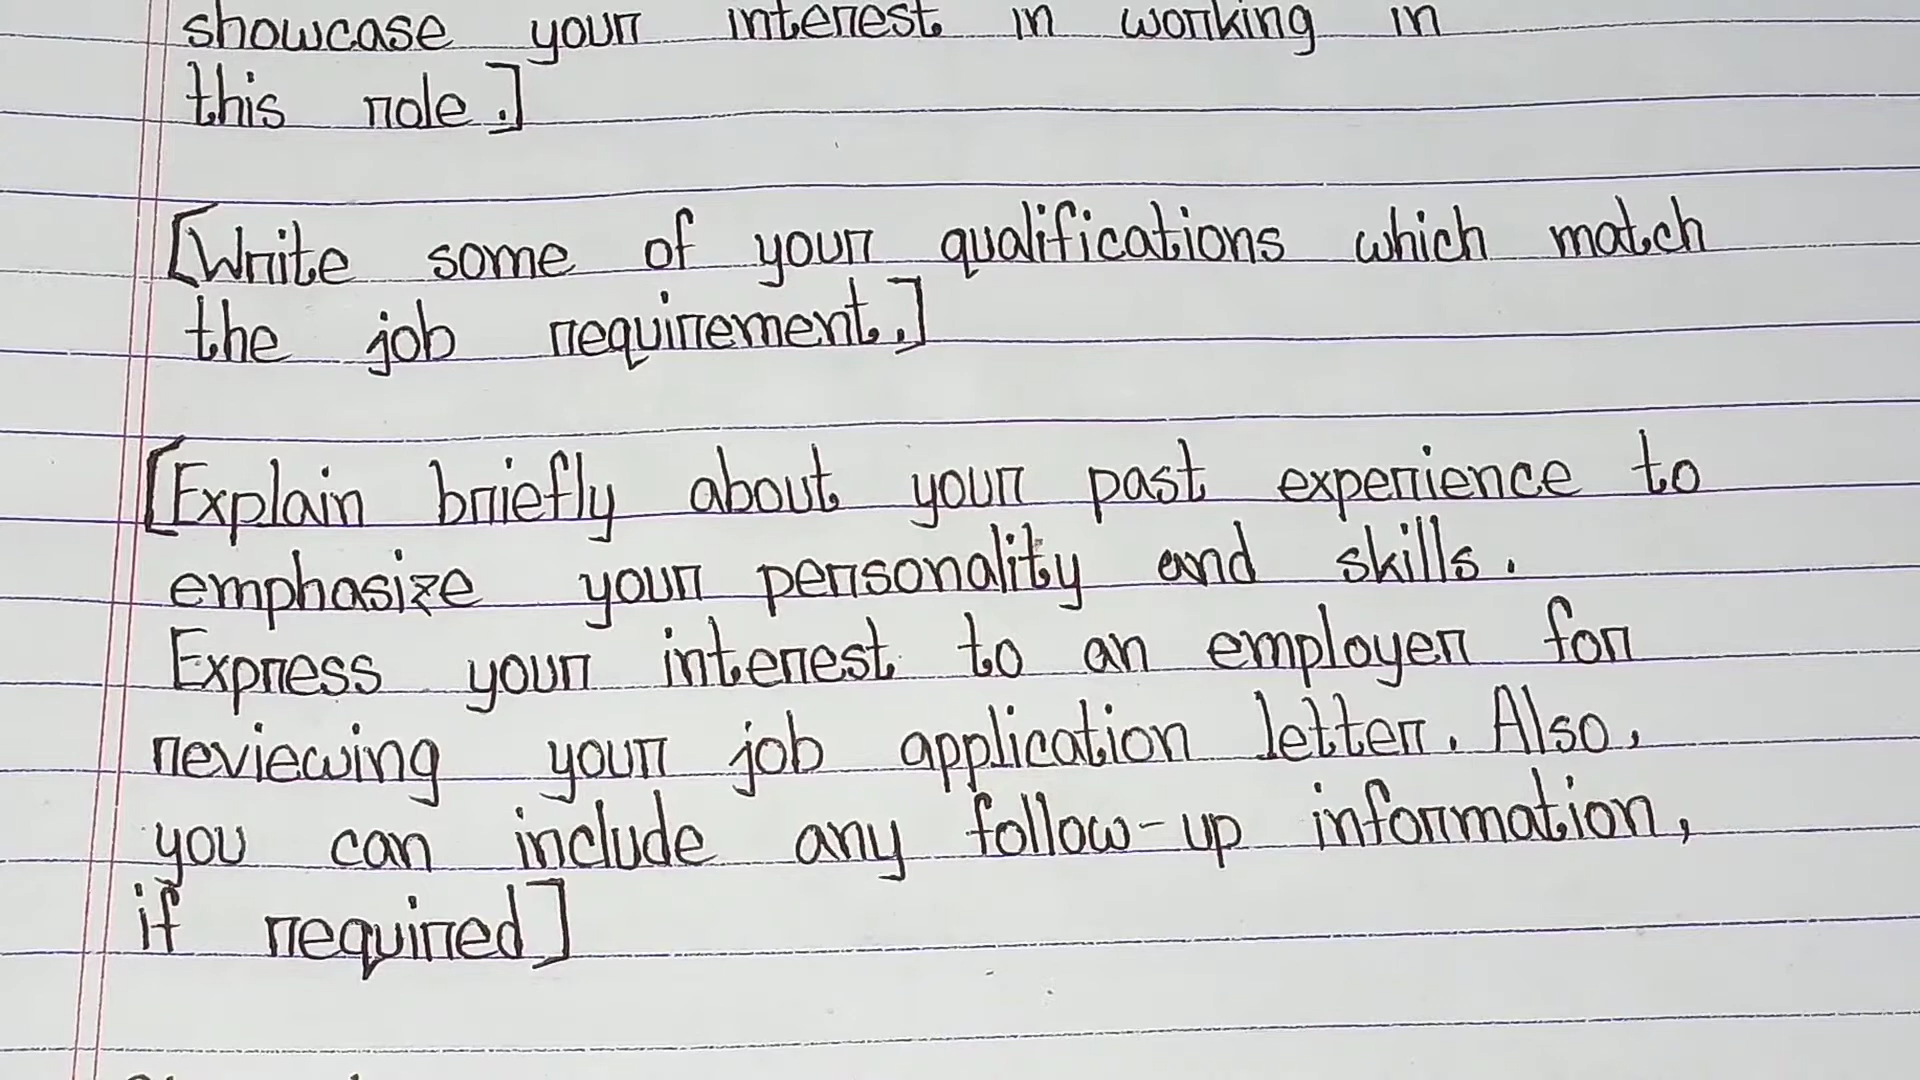 showcase your interest in working in
this role.]
[Write some of your qualifications which match
the job requirement.]
[Explain briefly about your past experience to
emphasize your personality and skills.
Express your interest to an employer for
reviewing your job application letter. Also,
you can include any follow-up information,
if required]